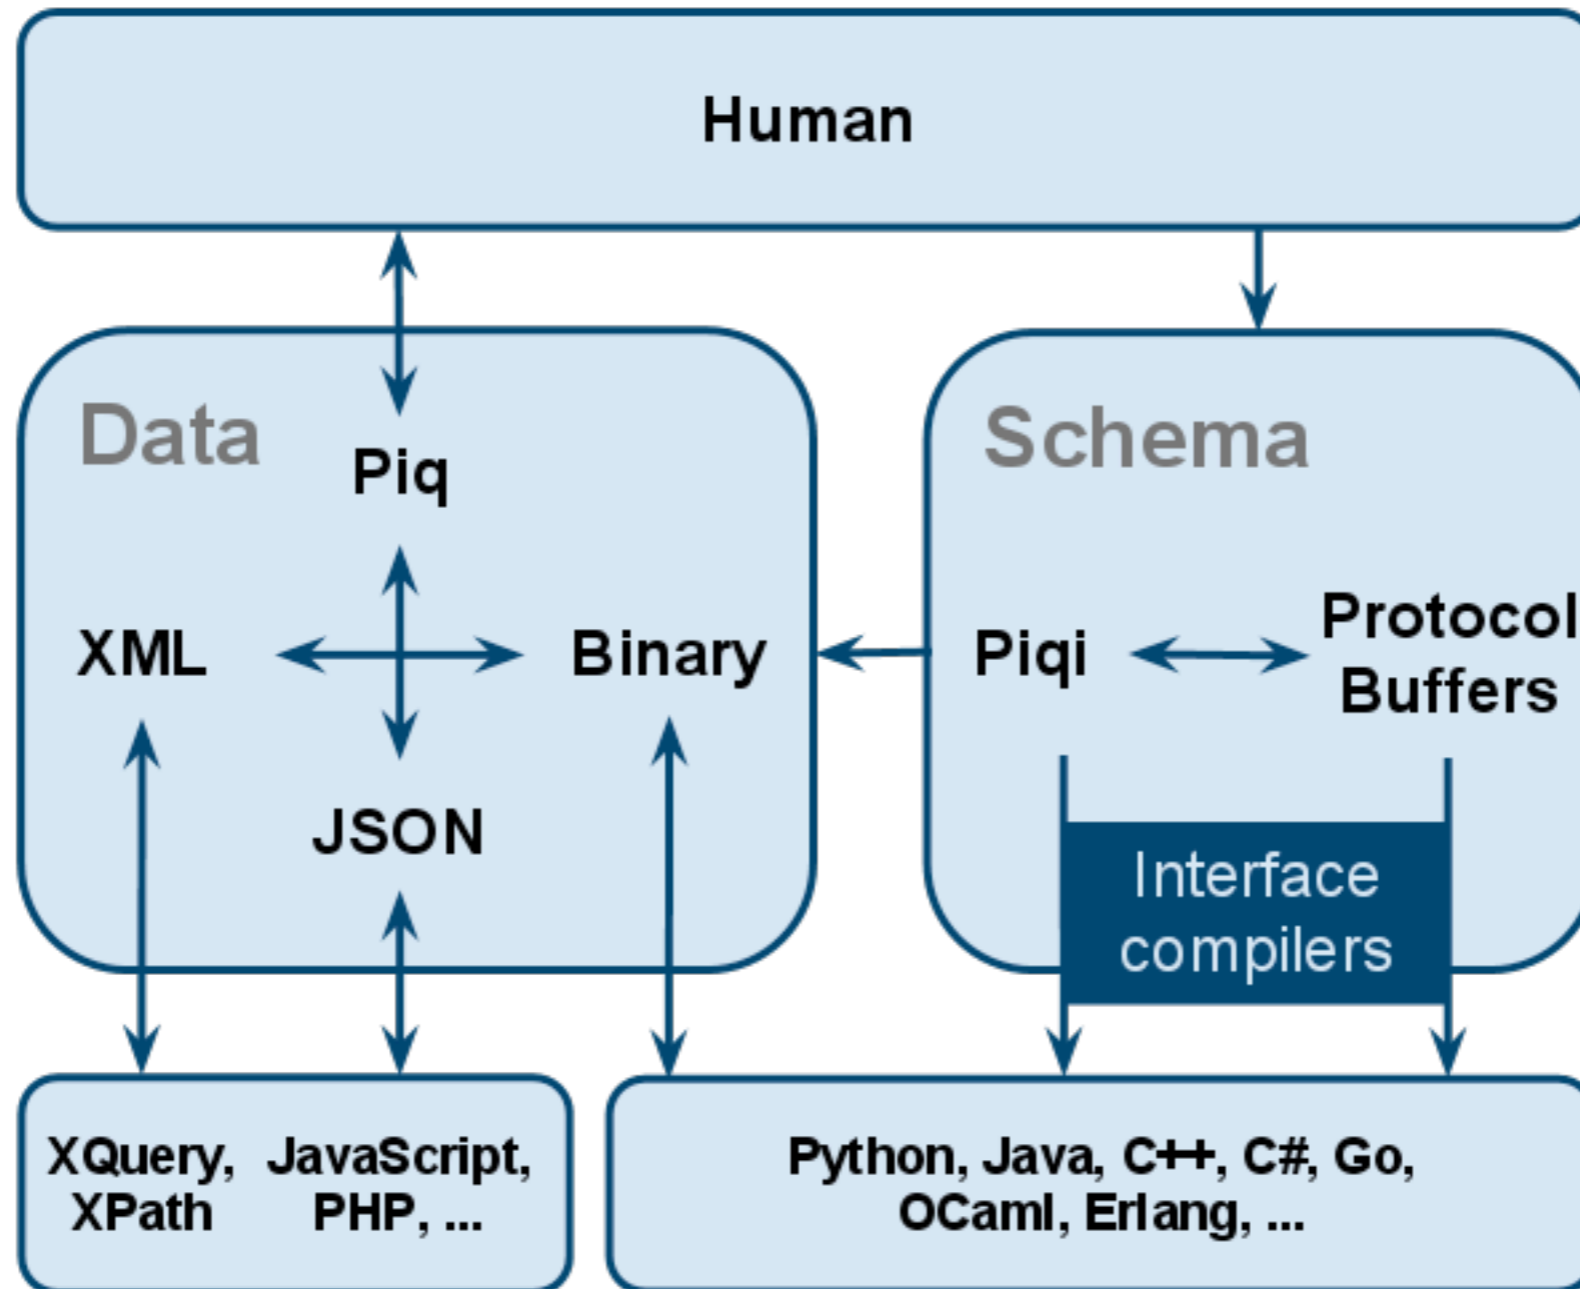 Human
Data
Piq
XML
Binary
JSON
Schema
Piqi
Protocol
Buffers
Interface
compilers
XQuery,
XPath
JavaScript,
PHP, ...
Python, Java, C++, C#, Go,
OCaml, Erlang, ...